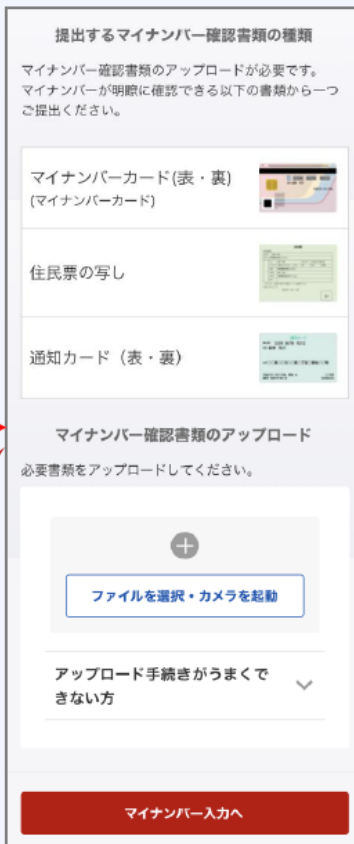 提出するマイナンバー確認書類の種類
マイナンバー確認書類のアップロードが必要です。
マイナンバーが明瞭に確認できる以下の書類から一つ
ご提出ください。
マイナンバーカード(表・裏)
(マイナンバーカード)
住民票の写し
通知カード（表・裏）
マイナンバー確認書類のアップロード
必要書類をアップロードしてください。
ファイルを選択・カメラを起動
アップロード手続きがうまくで
きない方
マイナンバー入力へ